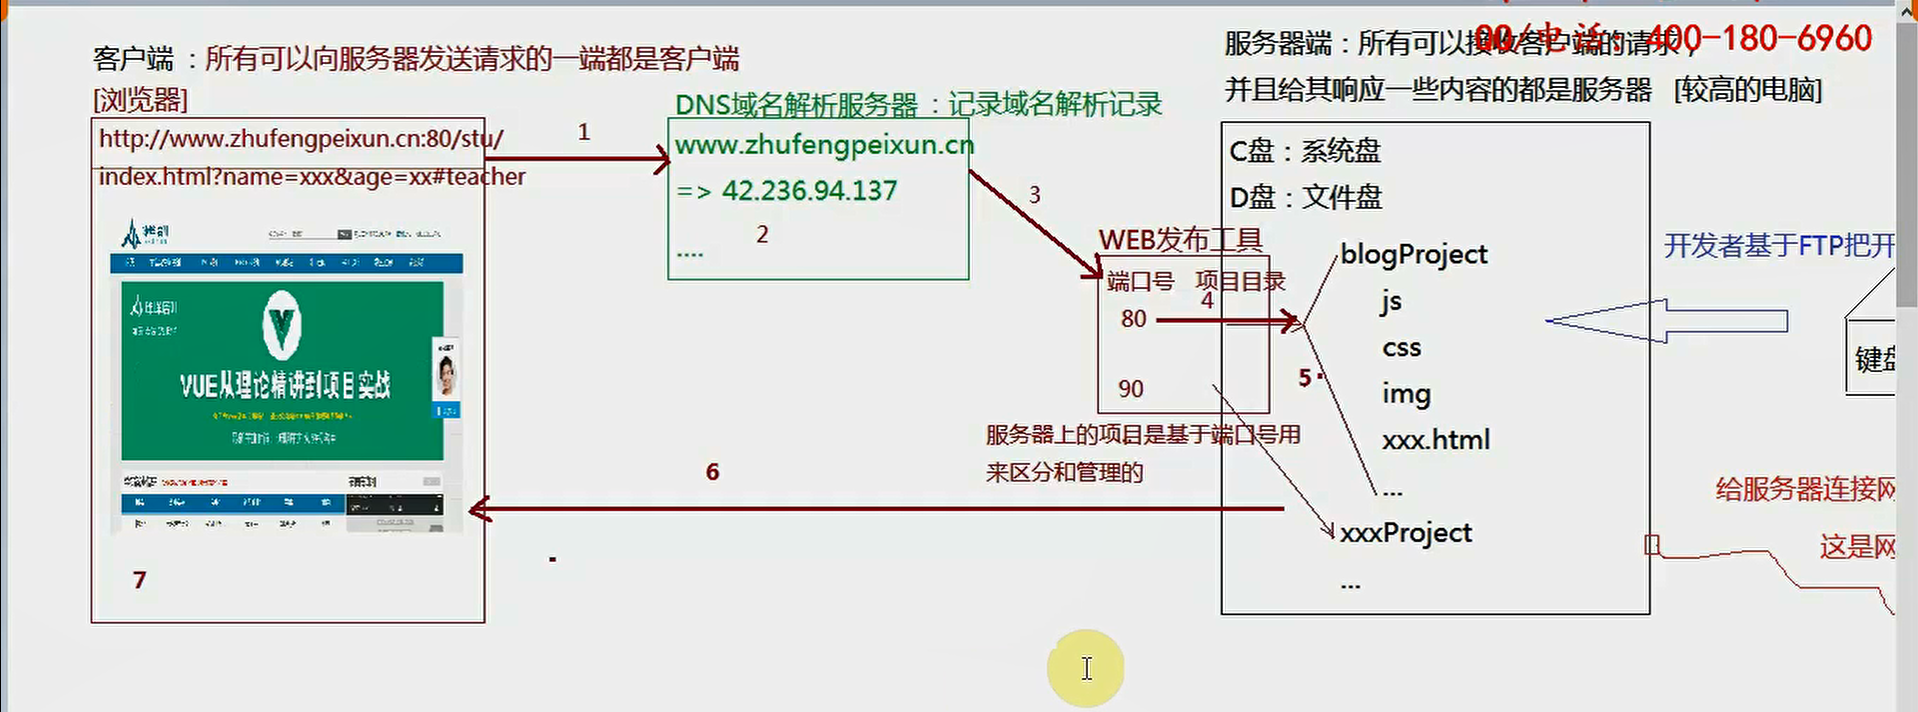 QQ/电话：400-180-6960
客户端 ：所有可以向服务器发送请求的一端都是客户端
[浏览器]
http://www.zhufengpeixun.cn:80/stu/
index.html?name=xxx&age=xx#teacher
VUE从理论精讲到项目实战
7
1
DNS域名解析服务器 ：记录域名解析记录
www.zhufengpeixun.cn
=> 42.236.94.137
2
....
3
WEB发布工具
端口号 项目目录
4
80
90
5
服务器上的项目是基于端口号用
来区分和管理的
6
服务器端：所有可以接收客户端的请求，
并且给其响应一些内容的都是服务器 [较高的电脑]
C盘：系统盘
D盘：文件盘
blogProject
js
css
img
xxx.html
...
xxxProject
...
开发者基于FTP把开
键盘
给服务器连接网
这是网